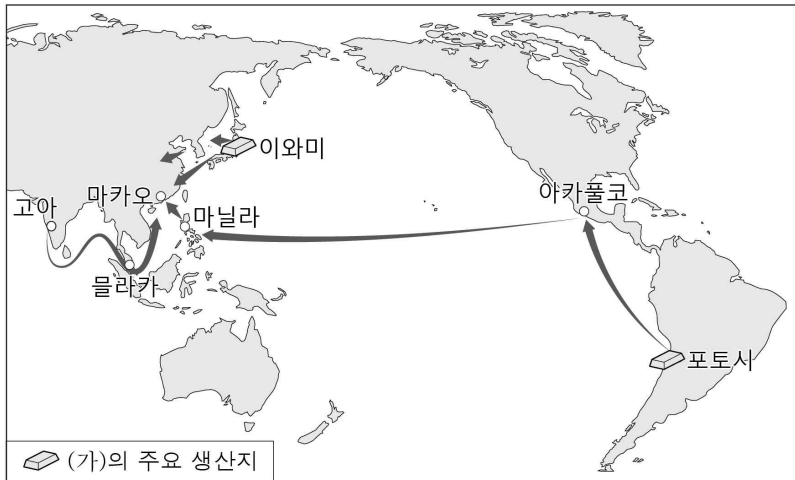 이와미
아카풀코
마카오
고아
마닐라
믈라카
포토시
(가)의 주요 생산지